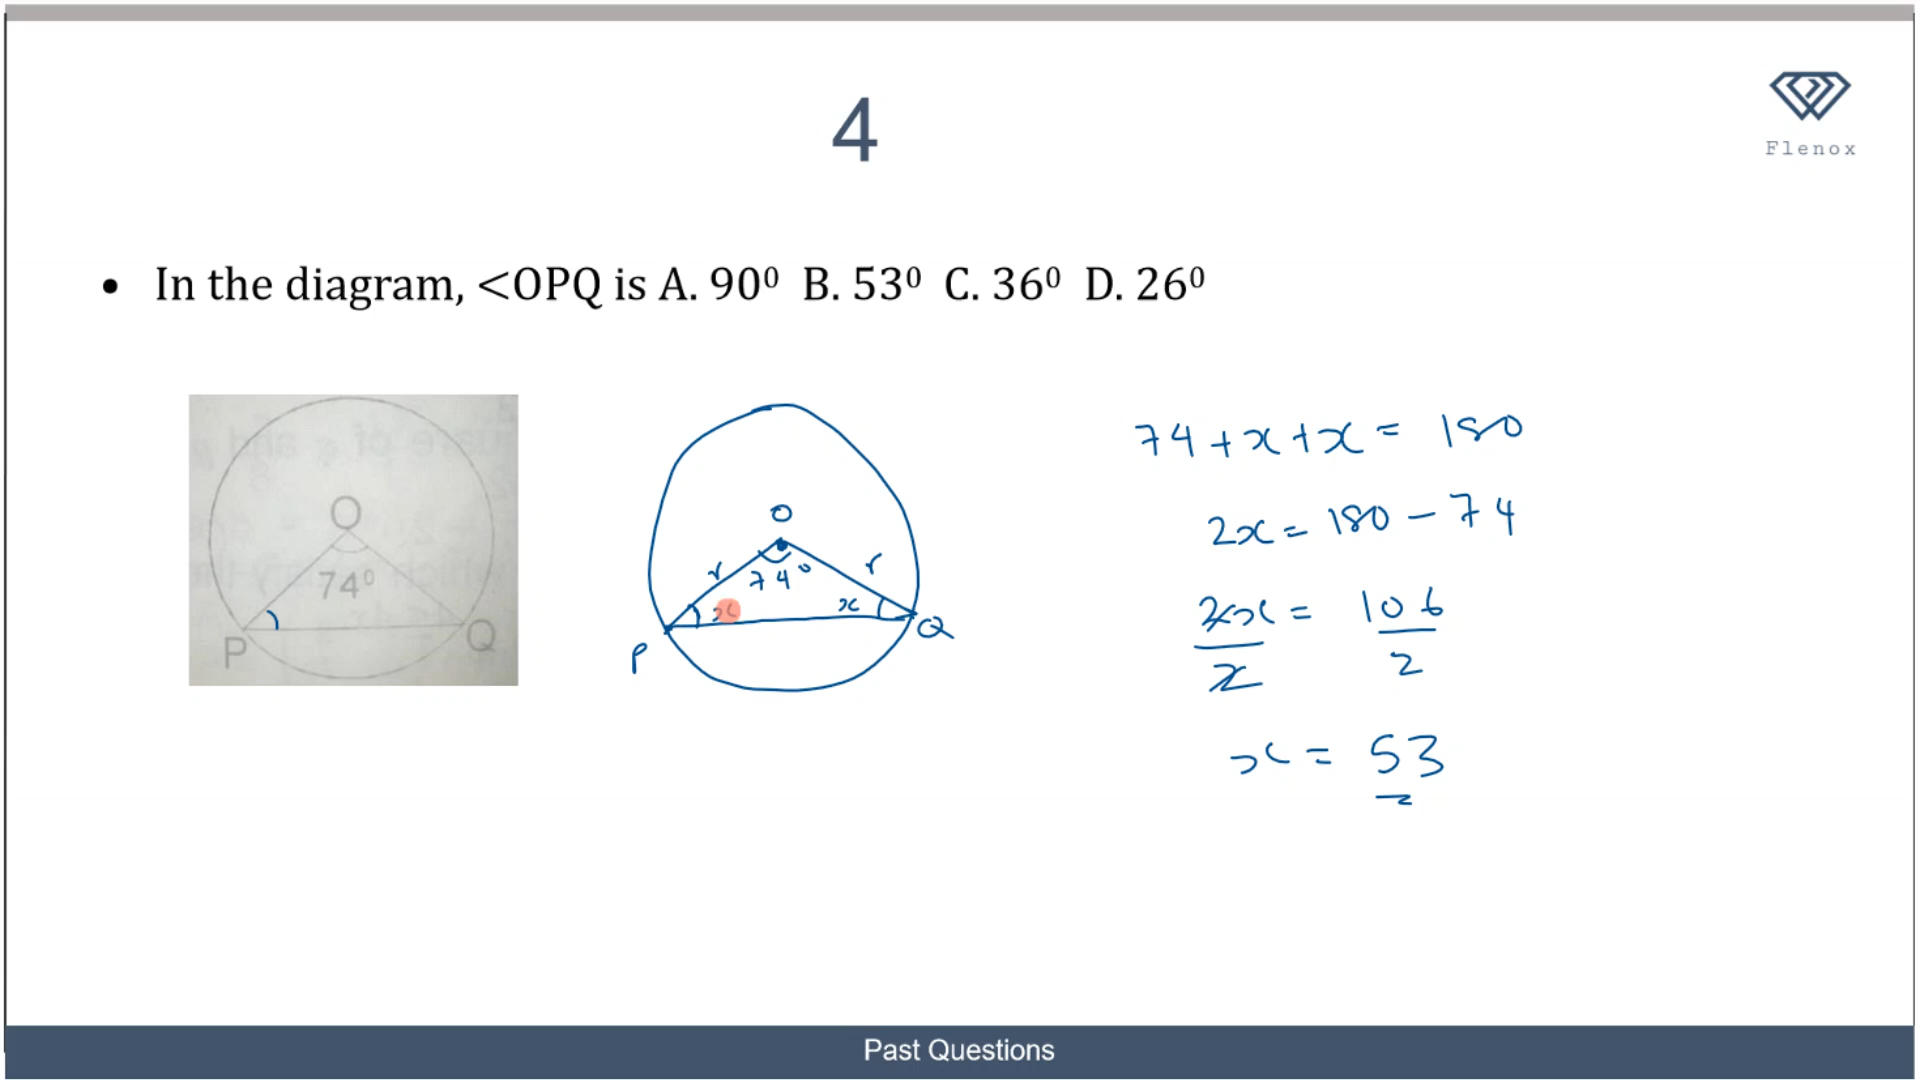 4
Flenox
• In the diagram, <OPQ is A. 90⁰ B. 53⁰ C. 36⁰ D. 26⁰
O
74⁰
P
Q
O
r
r
74°
x
x
P
Q
74 + x + x = 180
2x = 180 - 74
2x = 106
2 2
x = 53
Past Questions